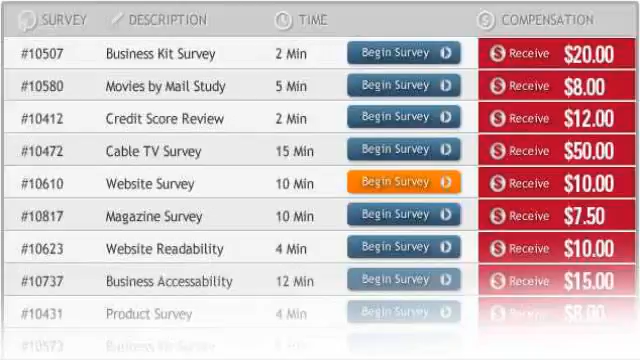 SURVEY DESCRIPTION TIME COMPENSATION
#10507 Business Kit Survey 2 Min Begin Survey Receive $20.00
#10580 Movies by Mail Study 5 Min Begin Survey Receive $8.00
#10412 Credit Score Review 2 Min Begin Survey Receive $12.00
#10472 Cable TV Survey 15 Min Begin Survey Receive $50.00
#10610 Website Survey 10 Min Begin Survey Receive $10.00
#10817 Magazine Survey 10 Min Begin Survey Receive $7.50
#10623 Website Readability 4 Min Begin Survey Receive $10.00
#10737 Business Accessability 12 Min Begin Survey Receive $15.00
#10431 Product Survey 4 Min Begin Survey Receive $8.00